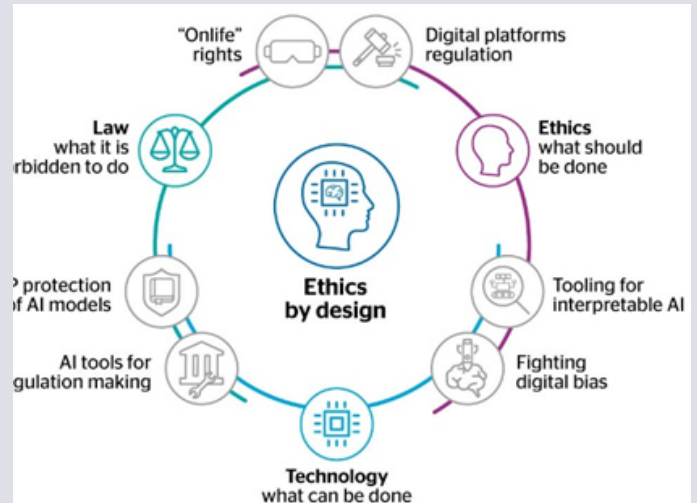 "Onlife"
rights
Digital platforms
regulation
Law
what it is
rbidden to do
Ethics
what should
be done
Ethics
by design
P protection
of AI models
Tooling for
interpretable AI
AI tools for
gulation making
Fighting
digital bias
Technology
what can be done